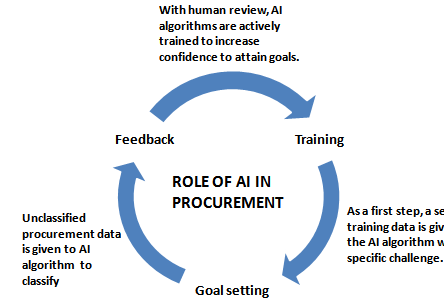 With human review, AI
algorithms are actively
trained to increase
confidence to attain goals.
Feedback
Training
ROLE OF AI IN
PROCUREMENT
Unclassified
procurement data
is given to AI
algorithm to
classify
As a first step, a
training data is
the AI algorithm
specific challenge.
Goal setting